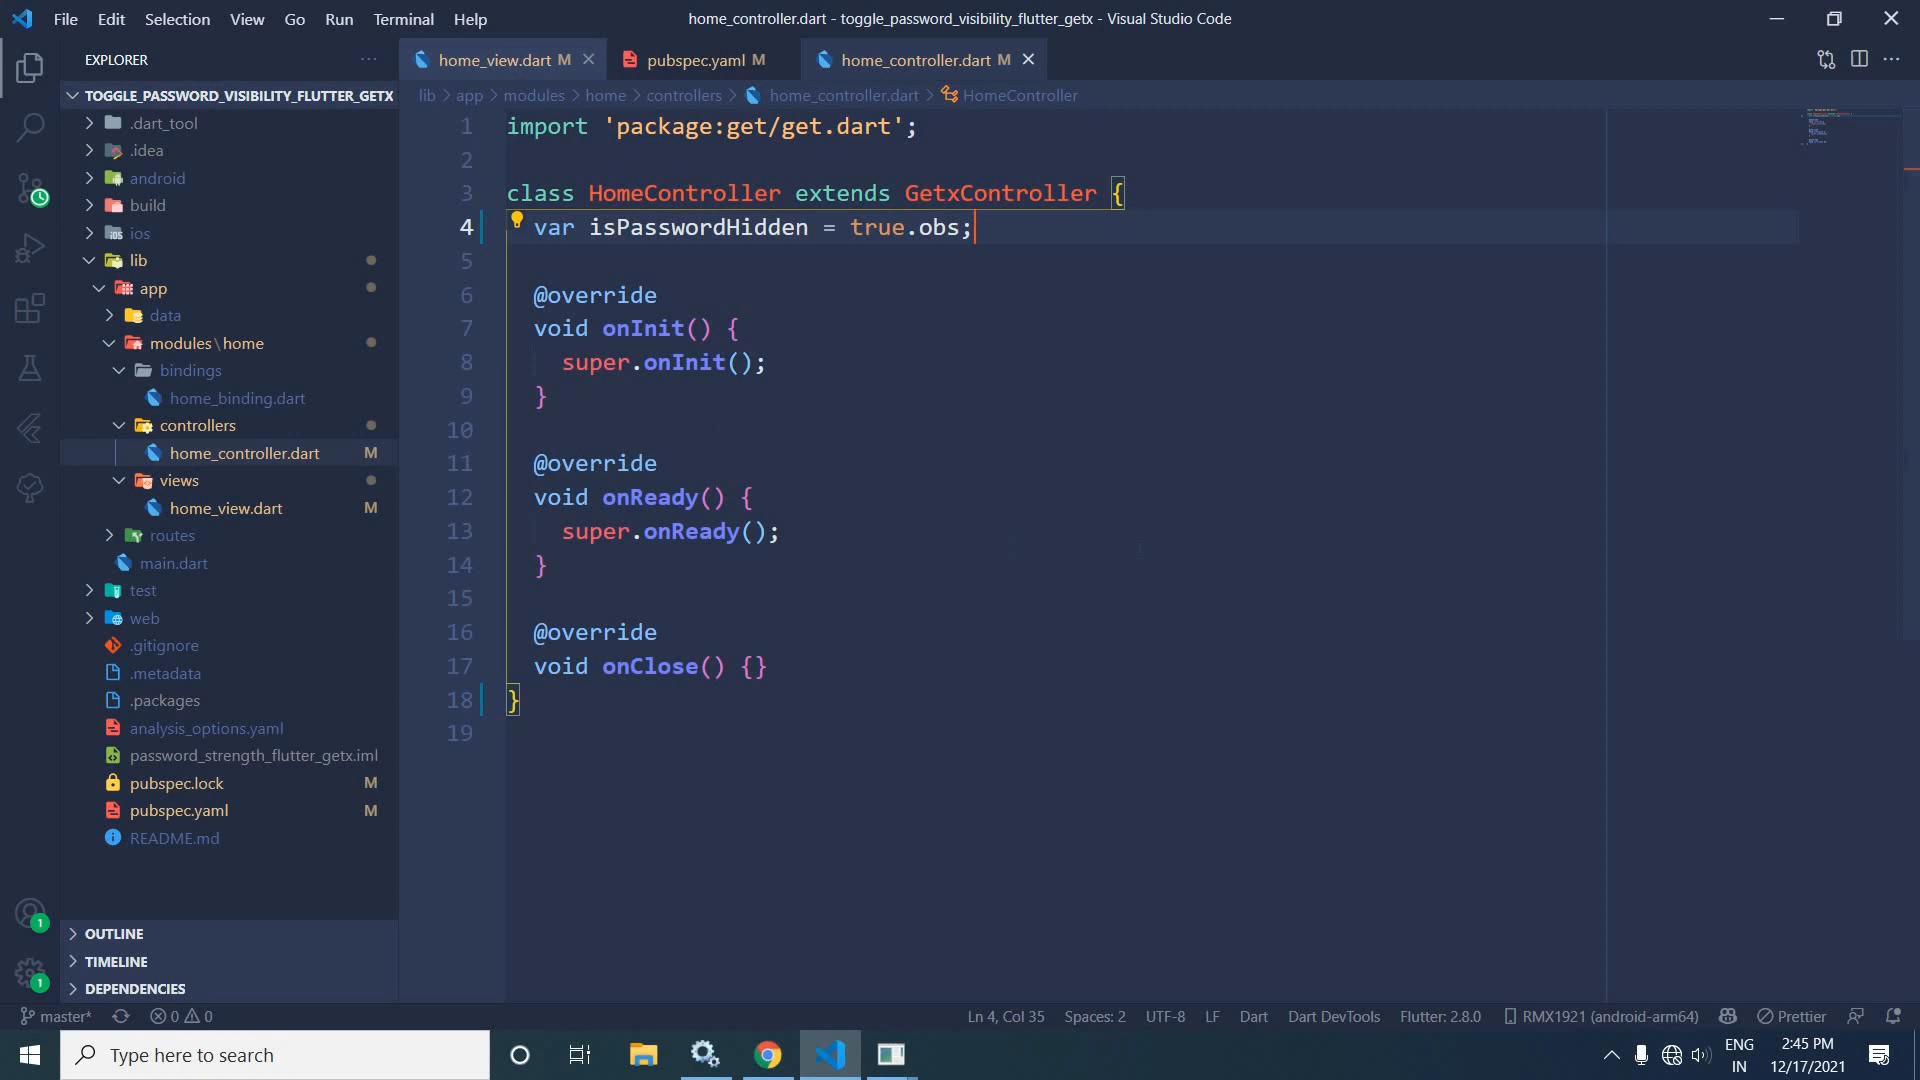 File Edit Selection View Go Run Terminal Help
home_controller.dart - toggle_password_visibility_flutter_getx - Visual Studio Code
EXPLORER
home_view.dart M
pubspec.yaml M
home_controller.dart M
TOGGLE_PASSWORD_VISIBILITY_FLUTTER_GETX
lib > app > modules > home > controllers > home_controller.dart > HomeController
.dart_tool
.idea
android
build
ios
lib
app
data
modules\home
bindings
home_binding.dart
controllers
home_controller.dart M
views
home_view.dart M
routes
main.dart
test
web
.gitignore
.metadata
.packages
analysis_options.yaml
password_strength_flutter_getx.iml
pubspec.lock M
pubspec.yaml M
README.md
OUTLINE
TIMELINE
DEPENDENCIES
1
1
1 import 'package:get/get.dart';
2
3 class HomeController extends GetxController {
4 var isPasswordHidden = true.obs;
5
6 @override
7 void onInit() {
8 super.onInit();
9 }
10
11 @override
12 void onReady() {
13 super.onReady();
14 }
15
16 @override
17 void onClose() {}
18 }
19
master* 0 0 Ln 4, Col 35 Spaces: 2 UTF-8 LF Dart Dart DevTools Flutter: 2.8.0 RMX1921 (android-arm64) Prettier
Type here to search
ENG
IN
2:45 PM
12/17/2021